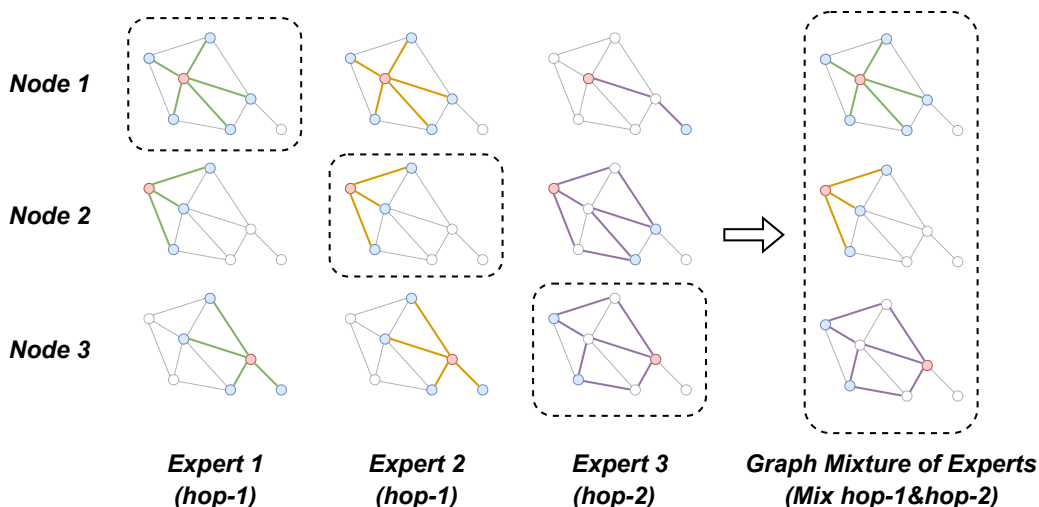 Node 1
Node 2
Node 3
Expert 1
(hop-1)
Expert 2
(hop-1)
Expert 3
(hop-2)
Graph Mixture of Experts
(Mix hop-1&hop-2)